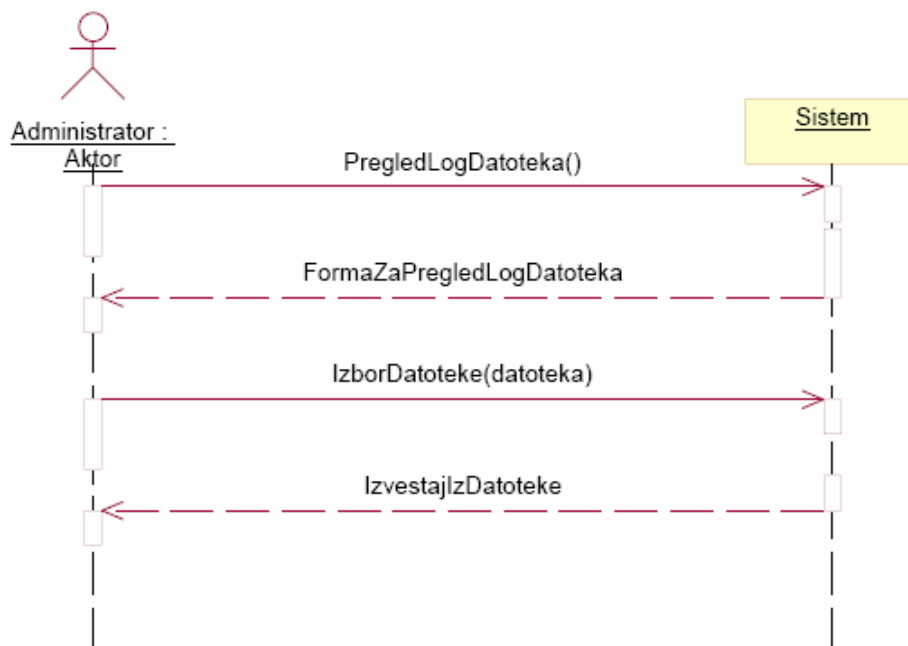 Administrator :
Aktor
Sistem
PregledLogDatoteka()
FormaZaPregledLogDatoteka
IzborDatoteke(datoteka)
IzvestajIzDatoteke